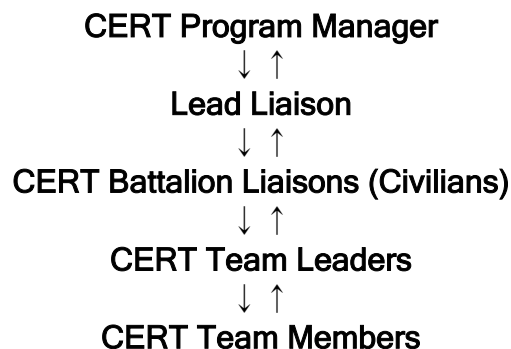 CERT Program Manager
↓ ↑
Lead Liaison
↓ ↑
CERT Battalion Liaisons (Civilians)
↓ ↑
CERT Team Leaders
↓ ↑
CERT Team Members